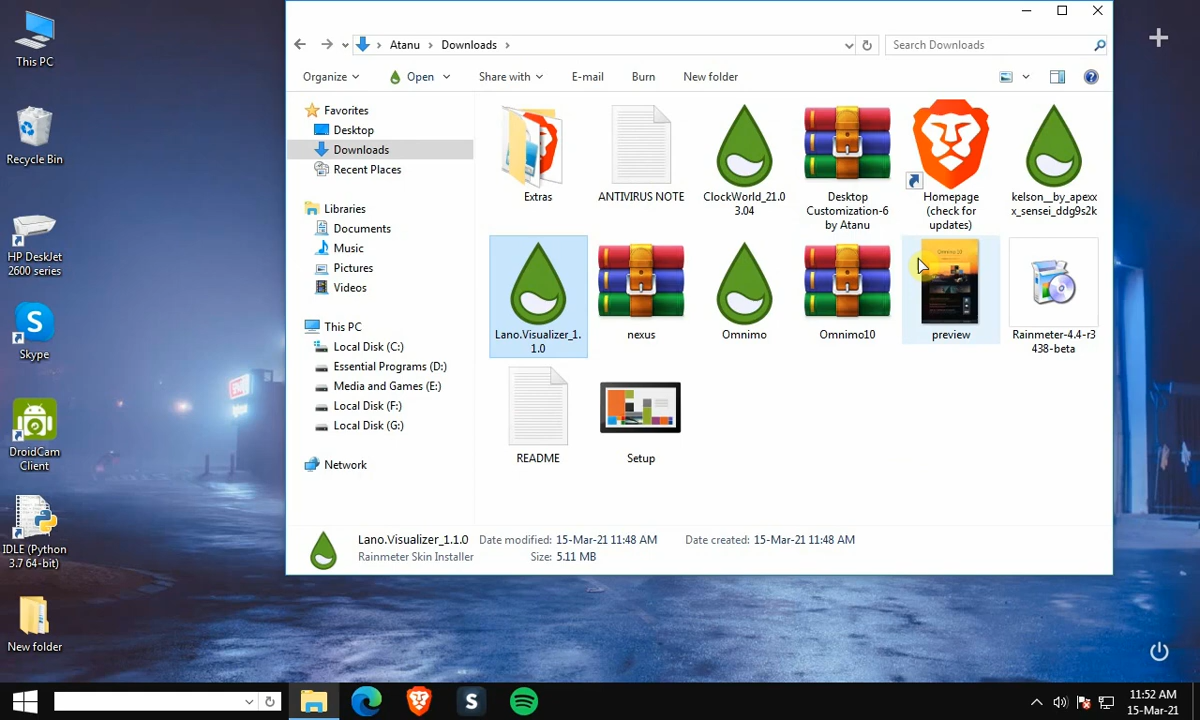 This PC
Recycle Bin
HP DeskJet
2600 series
Skype
DroidCam
Client
IDLE (Python
3.7 64-bit)
New folder
Atanu
Downloads
Search Downloads
Organize
Open
Share with
E-mail
Burn
New folder
Favorites
Desktop
Downloads
Recent Places
Libraries
Documents
Music
Pictures
Videos
This PC
Local Disk (C:)
Essential Programs (D:)
Media and Games (E:)
Local Disk (F:)
Local Disk (G:)
Network
Extras
ANTIVIRUS NOTE
ClockWorld_21.0
3.04
Desktop
Customization-6
by Atanu
Homepage
(check for
updates)
kelson__by_apexx
x_sensei_ddg9s2k
Lano.Visualizer_1.
1.0
nexus
Omnimo
Omnimo10
preview
Rainmeter-4.4-r3
438-beta
README
Setup
Lano.Visualizer_1.1.0
Date modified: 15-Mar-21 11:48 AM
Date created: 15-Mar-21 11:48 AM
Rainmeter Skin Installer
Size: 5.11 MB
11:52 AM
15-Mar-21